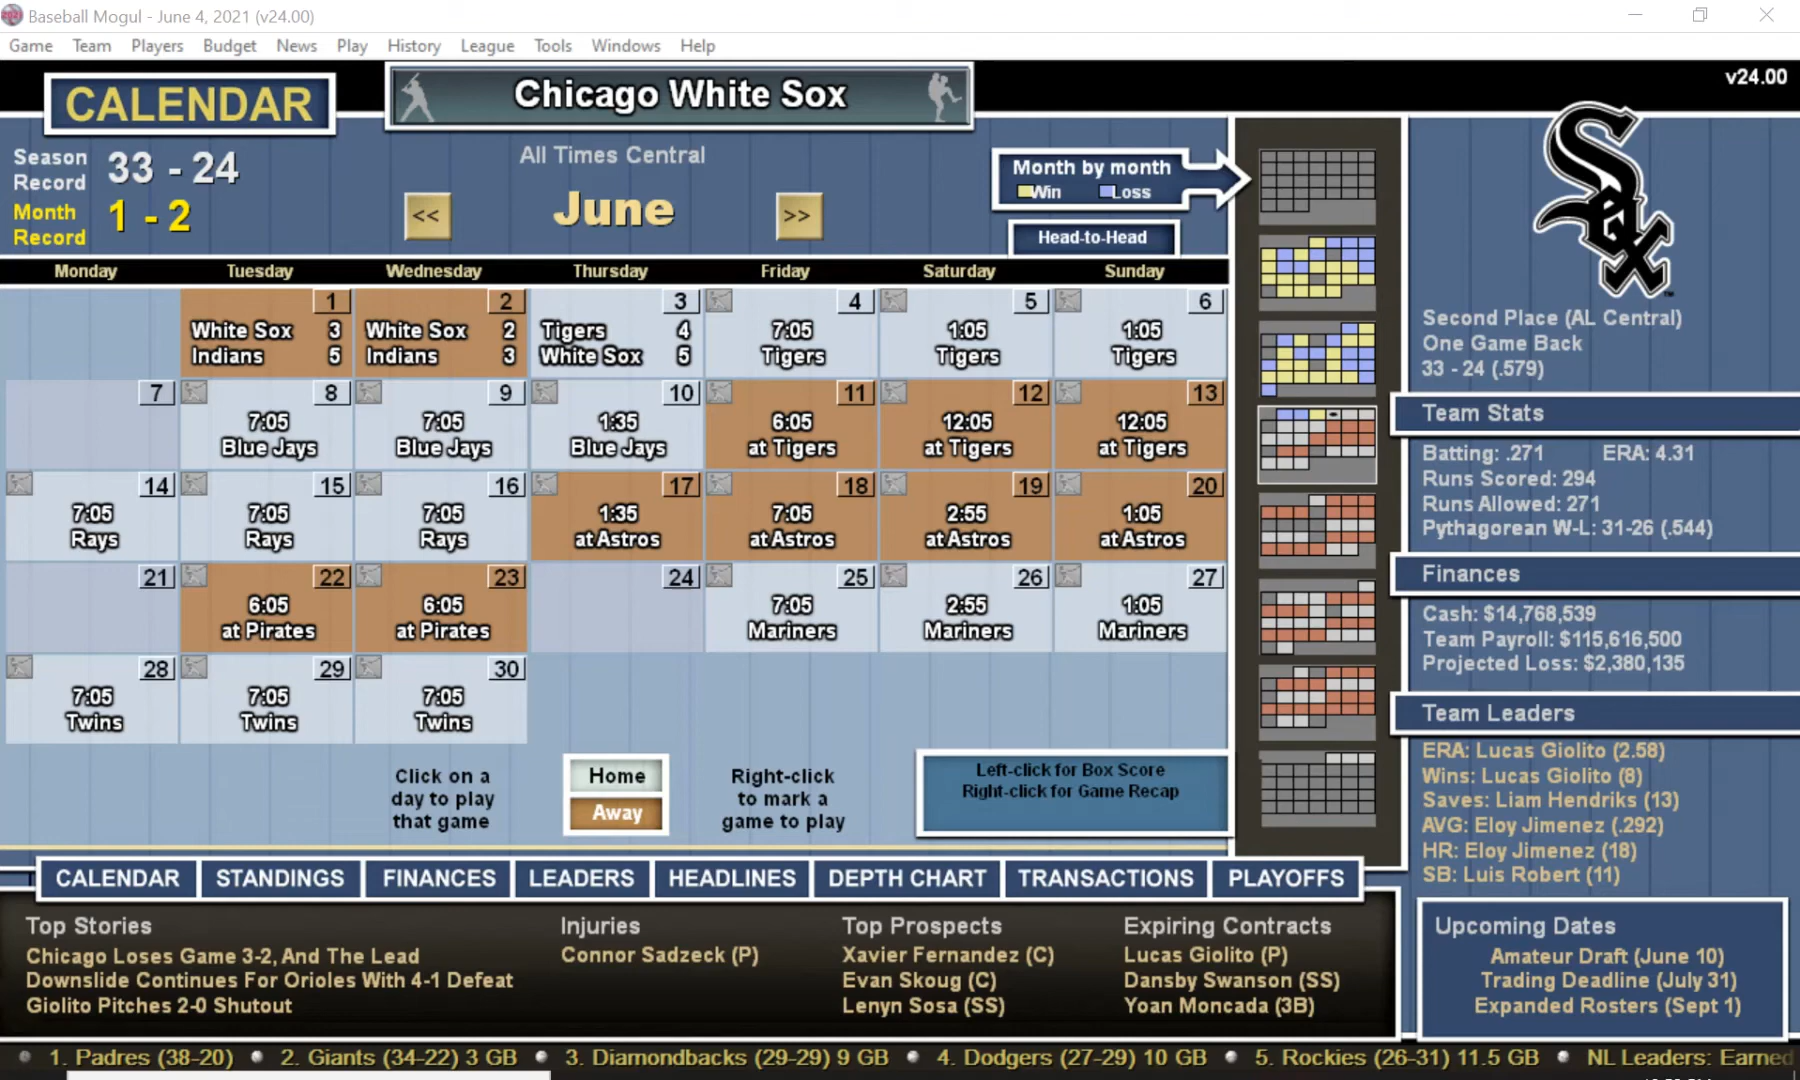 Baseball Mogul - June 4, 2021 (v24.00)
Game Team Players Budget News Play History League Tools Windows Help
v24.00
CALENDAR
Chicago White Sox
Season Record 33 - 24
Month Record 1 - 2
All Times Central
<< June >>
Month by month
Win Loss
Head-to-Head
Monday Tuesday Wednesday Thursday Friday Saturday Sunday
1
White Sox 3
Indians 5
2
White Sox 2
Indians 3
3
Tigers 4
White Sox 5
4
7:05
Tigers
5
1:05
Tigers
6
1:05
Tigers
7
8
7:05
Blue Jays
9
7:05
Blue Jays
10
1:35
Blue Jays
11
6:05
at Tigers
12
12:05
at Tigers
13
12:05
at Tigers
14
7:05
Rays
15
7:05
Rays
16
7:05
Rays
17
1:35
at Astros
18
7:05
at Astros
19
2:55
at Astros
20
1:05
at Astros
21
22
6:05
at Pirates
23
6:05
at Pirates
24
25
7:05
Mariners
26
2:55
Mariners
27
1:05
Mariners
28
7:05
Twins
29
7:05
Twins
30
7:05
Twins
Click on a
day to play
that game
Home
Away
Right-click
to mark a
game to play
Left-click for Box Score
Right-click for Game Recap
Sox
Second Place (AL Central)
One Game Back
33 - 24 (.579)
Team Stats
Batting: .271 ERA: 4.31
Runs Scored: 294
Runs Allowed: 271
Pythagorean W-L: 31-26 (.544)
Finances
Cash: $14,768,539
Team Payroll: $115,616,500
Projected Loss: $2,380,135
Team Leaders
ERA: Lucas Giolito (2.58)
Wins: Lucas Giolito (8)
Saves: Liam Hendriks (13)
AVG: Eloy Jimenez (.292)
HR: Eloy Jimenez (18)
SB: Luis Robert (11)
CALENDAR STANDINGS FINANCES LEADERS HEADLINES DEPTH CHART TRANSACTIONS PLAYOFFS
Top Stories
Chicago Loses Game 3-2, And The Lead
Downslide Continues For Orioles With 4-1 Defeat
Giolito Pitches 2-0 Shutout
Injuries
Connor Sadzeck (P)
Top Prospects
Xavier Fernandez (C)
Evan Skoug (C)
Lenyn Sosa (SS)
Expiring Contracts
Lucas Giolito (P)
Dansby Swanson (SS)
Yoan Moncada (3B)
Upcoming Dates
Amateur Draft (June 10)
Trading Deadline (July 31)
Expanded Rosters (Sept 1)
1. Padres (38-20) 2. Giants (34-22) 3 GB 3. Diamondbacks (29-29) 9 GB 4. Dodgers (27-29) 10 GB 5. Rockies (26-31) 11.5 GB NL Leaders: Earned